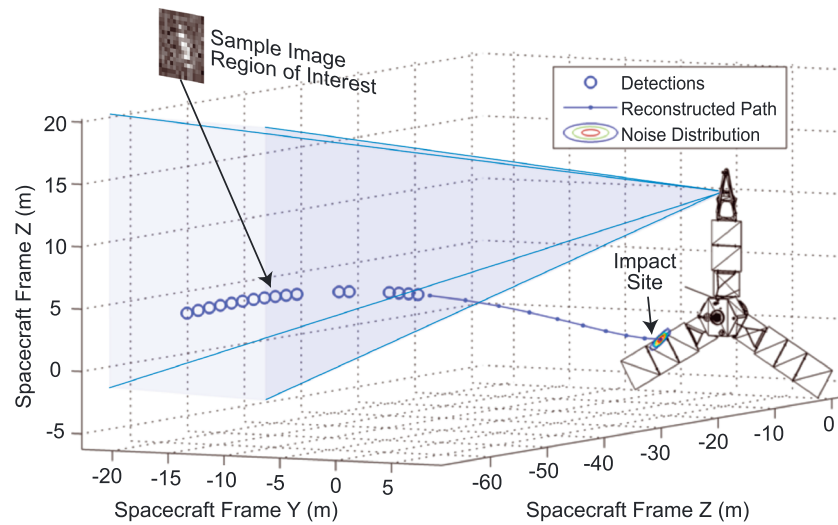 Sample Image
Region of Interest
Detections
Reconstructed Path
Noise Distribution
20
15
10
5
0
-5
Spacecraft Frame Z (m)
Impact
Site
-20
-15
-10
-5
0
5
Spacecraft Frame Y (m)
-60
-50
-40
-30
-20
-10
0
Spacecraft Frame Z (m)